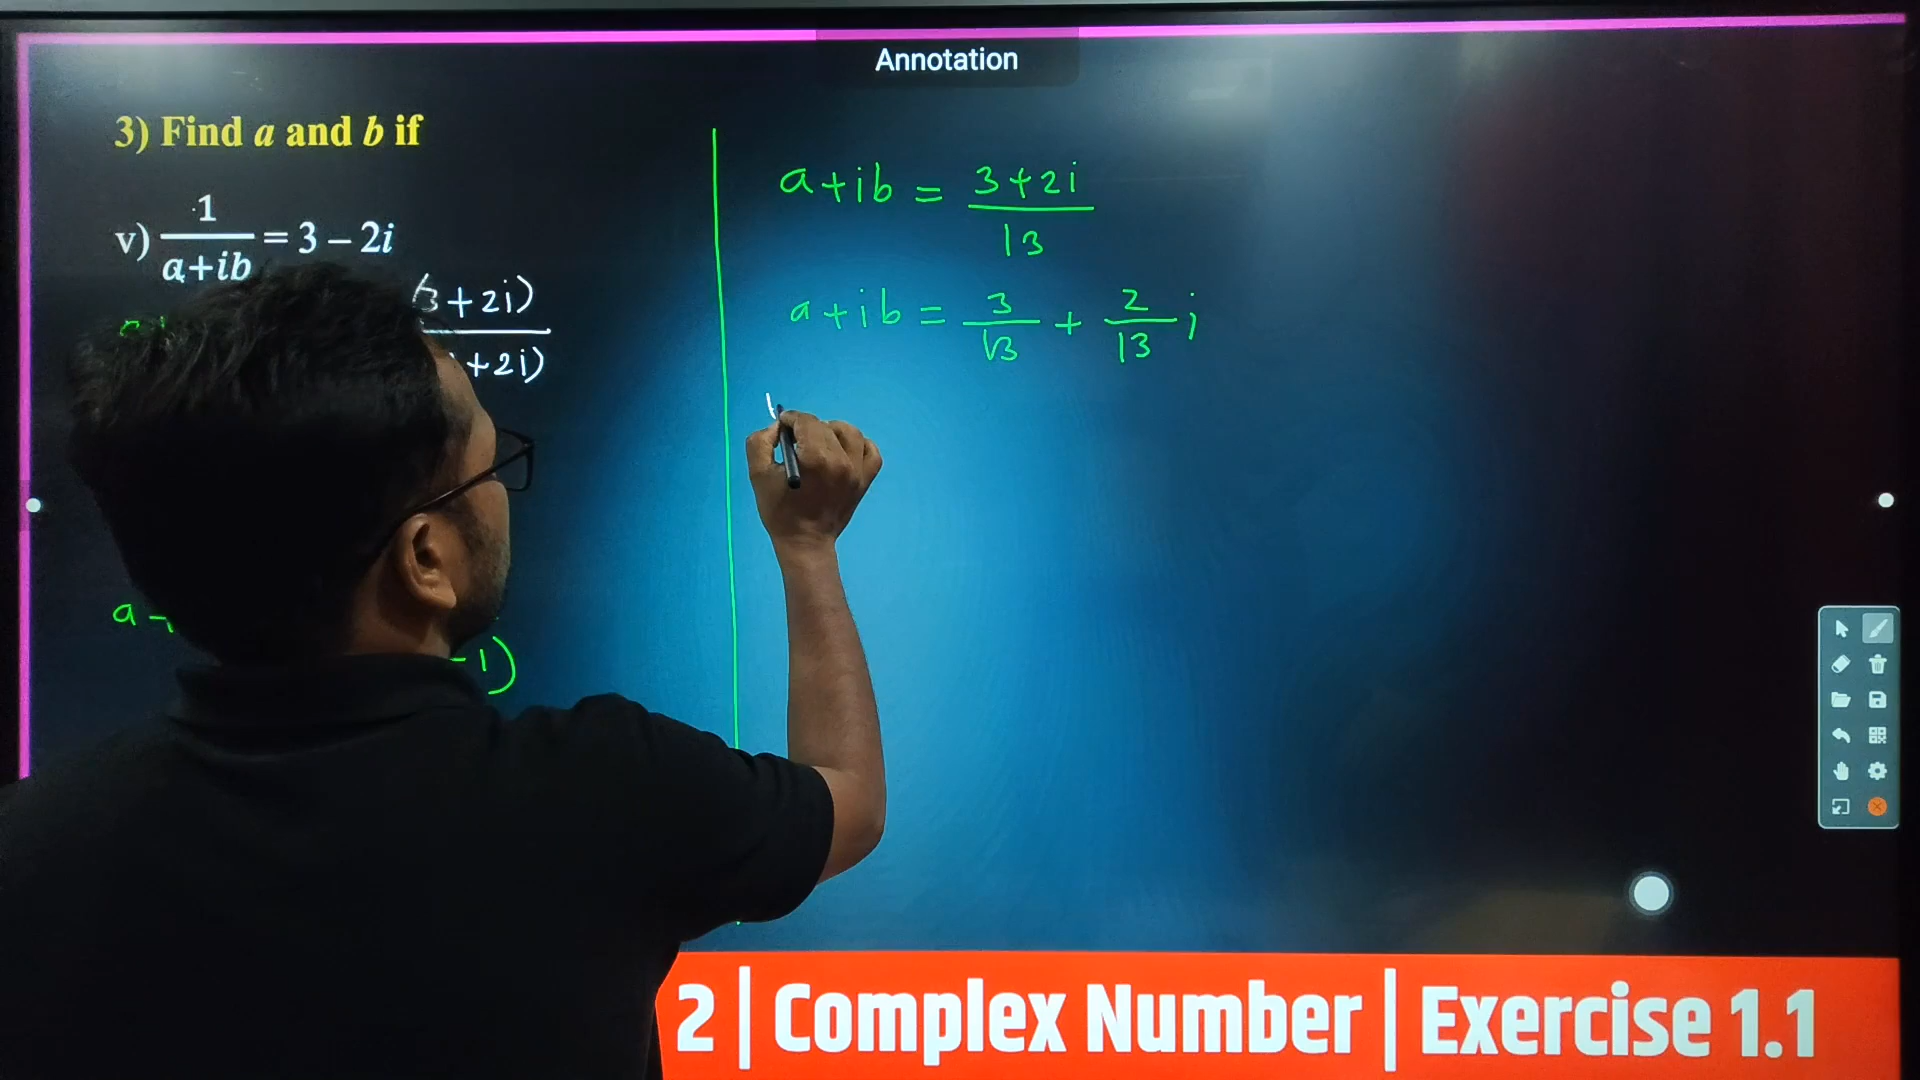 Annotation
3) Find a and b if
v) 1/(a+ib) = 3 – 2i
3+2i)
+2i)
a
-1)
a+ib = (3+2i)/13
a+ib = 3/13 + 2/13 i
2 | Complex Number | Exercise 1.1